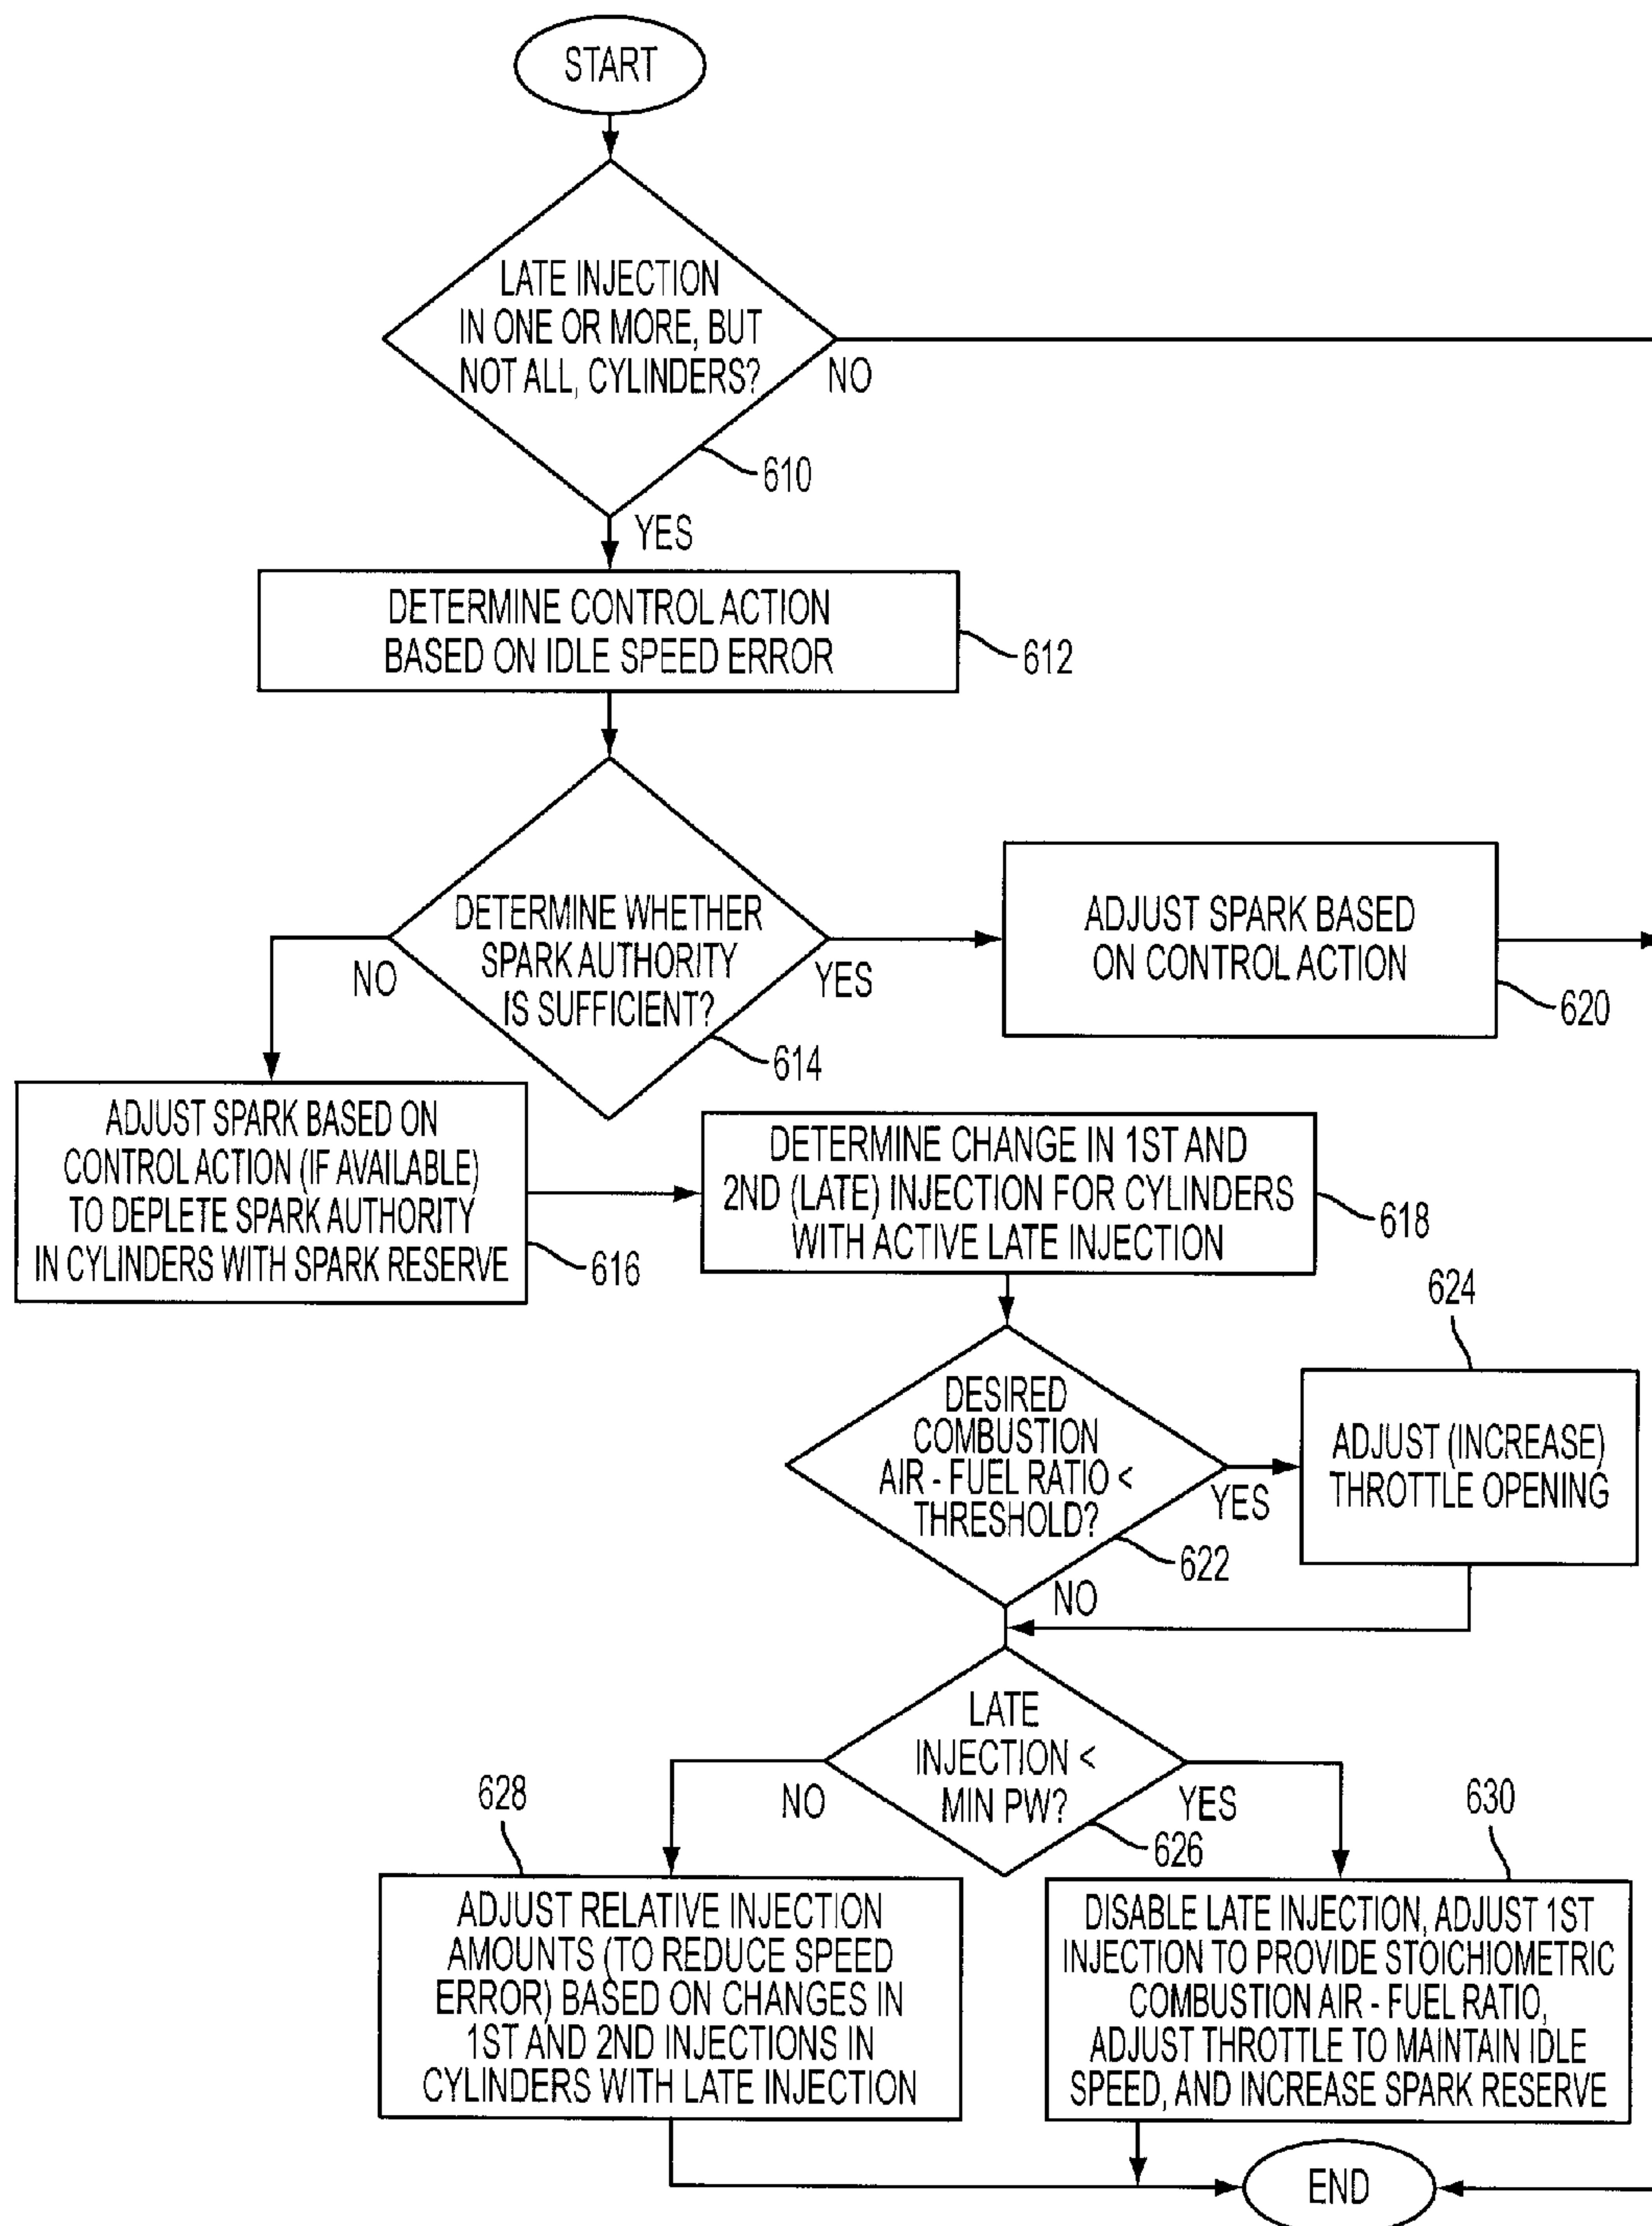 START
LATE INJECTION
IN ONE OR MORE, BUT
NOT ALL, CYLINDERS?
NO
610
YES
DETERMINE CONTROL ACTION
BASED ON IDLE SPEED ERROR
612
DETERMINE WHETHER
SPARK AUTHORITY
IS SUFFICIENT?
NO
YES
614
ADJUST SPARK BASED
ON CONTROL ACTION
620
ADJUST SPARK BASED ON
CONTROL ACTION (IF AVAILABLE)
TO DEPLETE SPARK AUTHORITY
IN CYLINDERS WITH SPARK RESERVE
616
DETERMINE CHANGE IN 1ST AND
2ND (LATE) INJECTION FOR CYLINDERS
WITH ACTIVE LATE INJECTION
618
DESIRED
COMBUSTION
AIR - FUEL RATIO <
THRESHOLD?
YES
622
NO
624
ADJUST (INCREASE)
THROTTLE OPENING
LATE
INJECTION <
MIN PW?
NO
YES
626
628
ADJUST RELATIVE INJECTION
AMOUNTS (TO REDUCE SPEED
ERROR) BASED ON CHANGES IN
1ST AND 2ND INJECTIONS IN
CYLINDERS WITH LATE INJECTION
630
DISABLE LATE INJECTION, ADJUST 1ST
INJECTION TO PROVIDE STOICHIOMETRIC
COMBUSTION AIR - FUEL RATIO,
ADJUST THROTTLE TO MAINTAIN IDLE
SPEED, AND INCREASE SPARK RESERVE
END